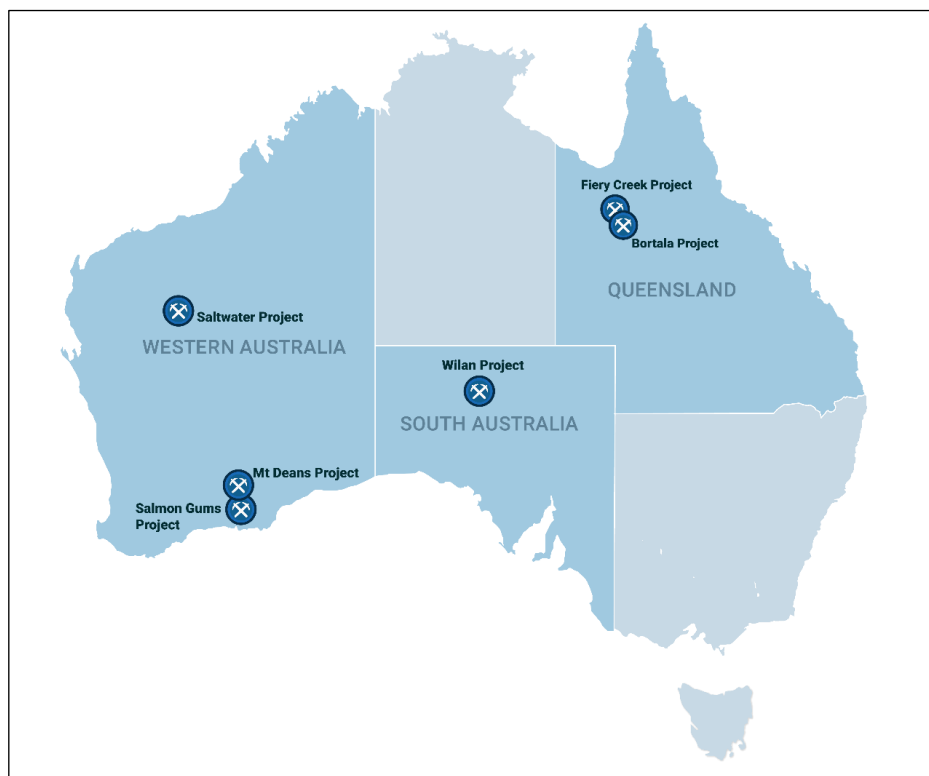 Fiery Creek Project
Bortala Project
QUEENSLAND
Saltwater Project
WESTERN AUSTRALIA
Wilan Project
SOUTH AUSTRALIA
Mt Deans Project
Salmon Gums
Project